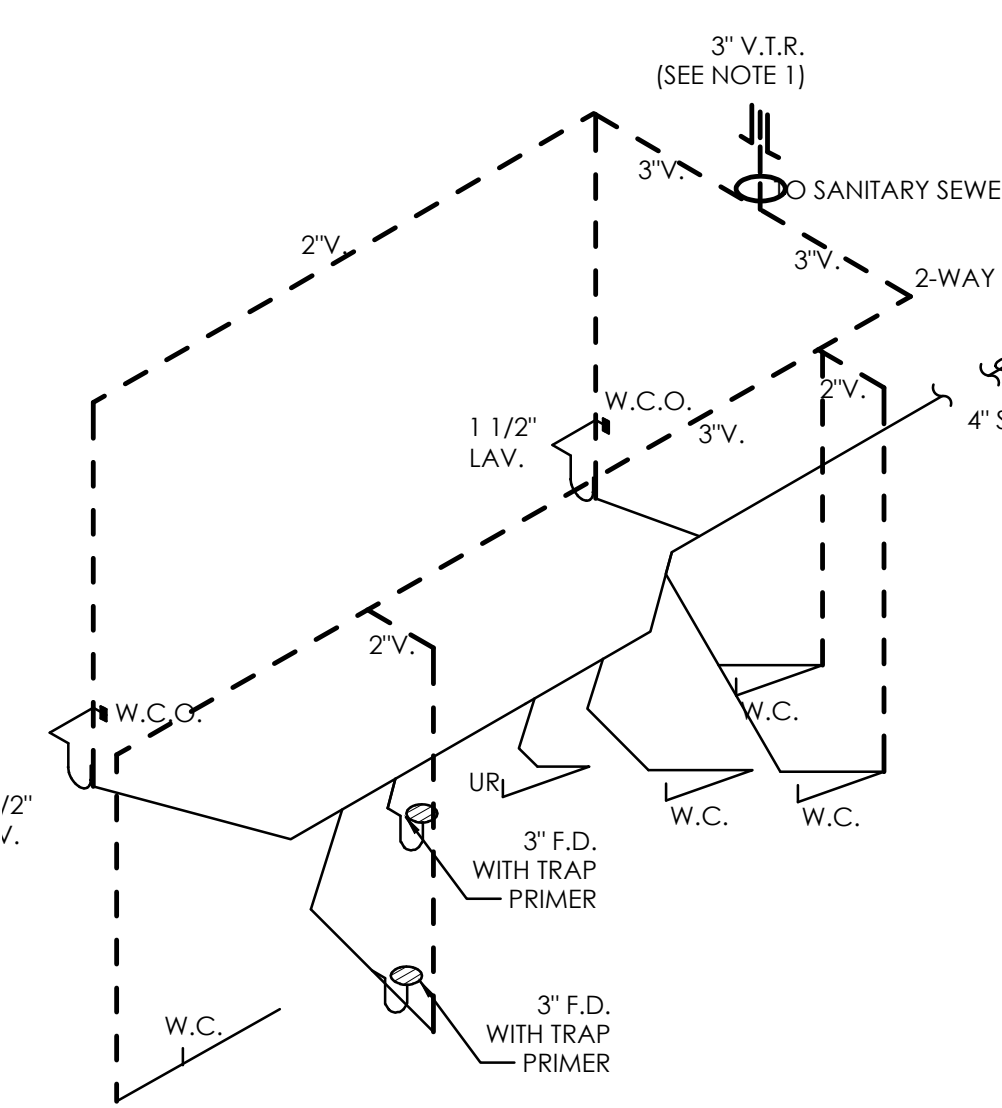 3" V.T.R.
(SEE NOTE 1)
3"V.
TO SANITARY SEWE
2"V.
3"V.
2-WAY
2"V.
W.C.O.
1 1/2"
LAV.
3"V.
4" S
2"V.
W.C.O.
W.C.
UR
/2"
V.
W.C.
W.C.
3" F.D.
WITH TRAP
PRIMER
3" F.D.
WITH TRAP
PRIMER
W.C.